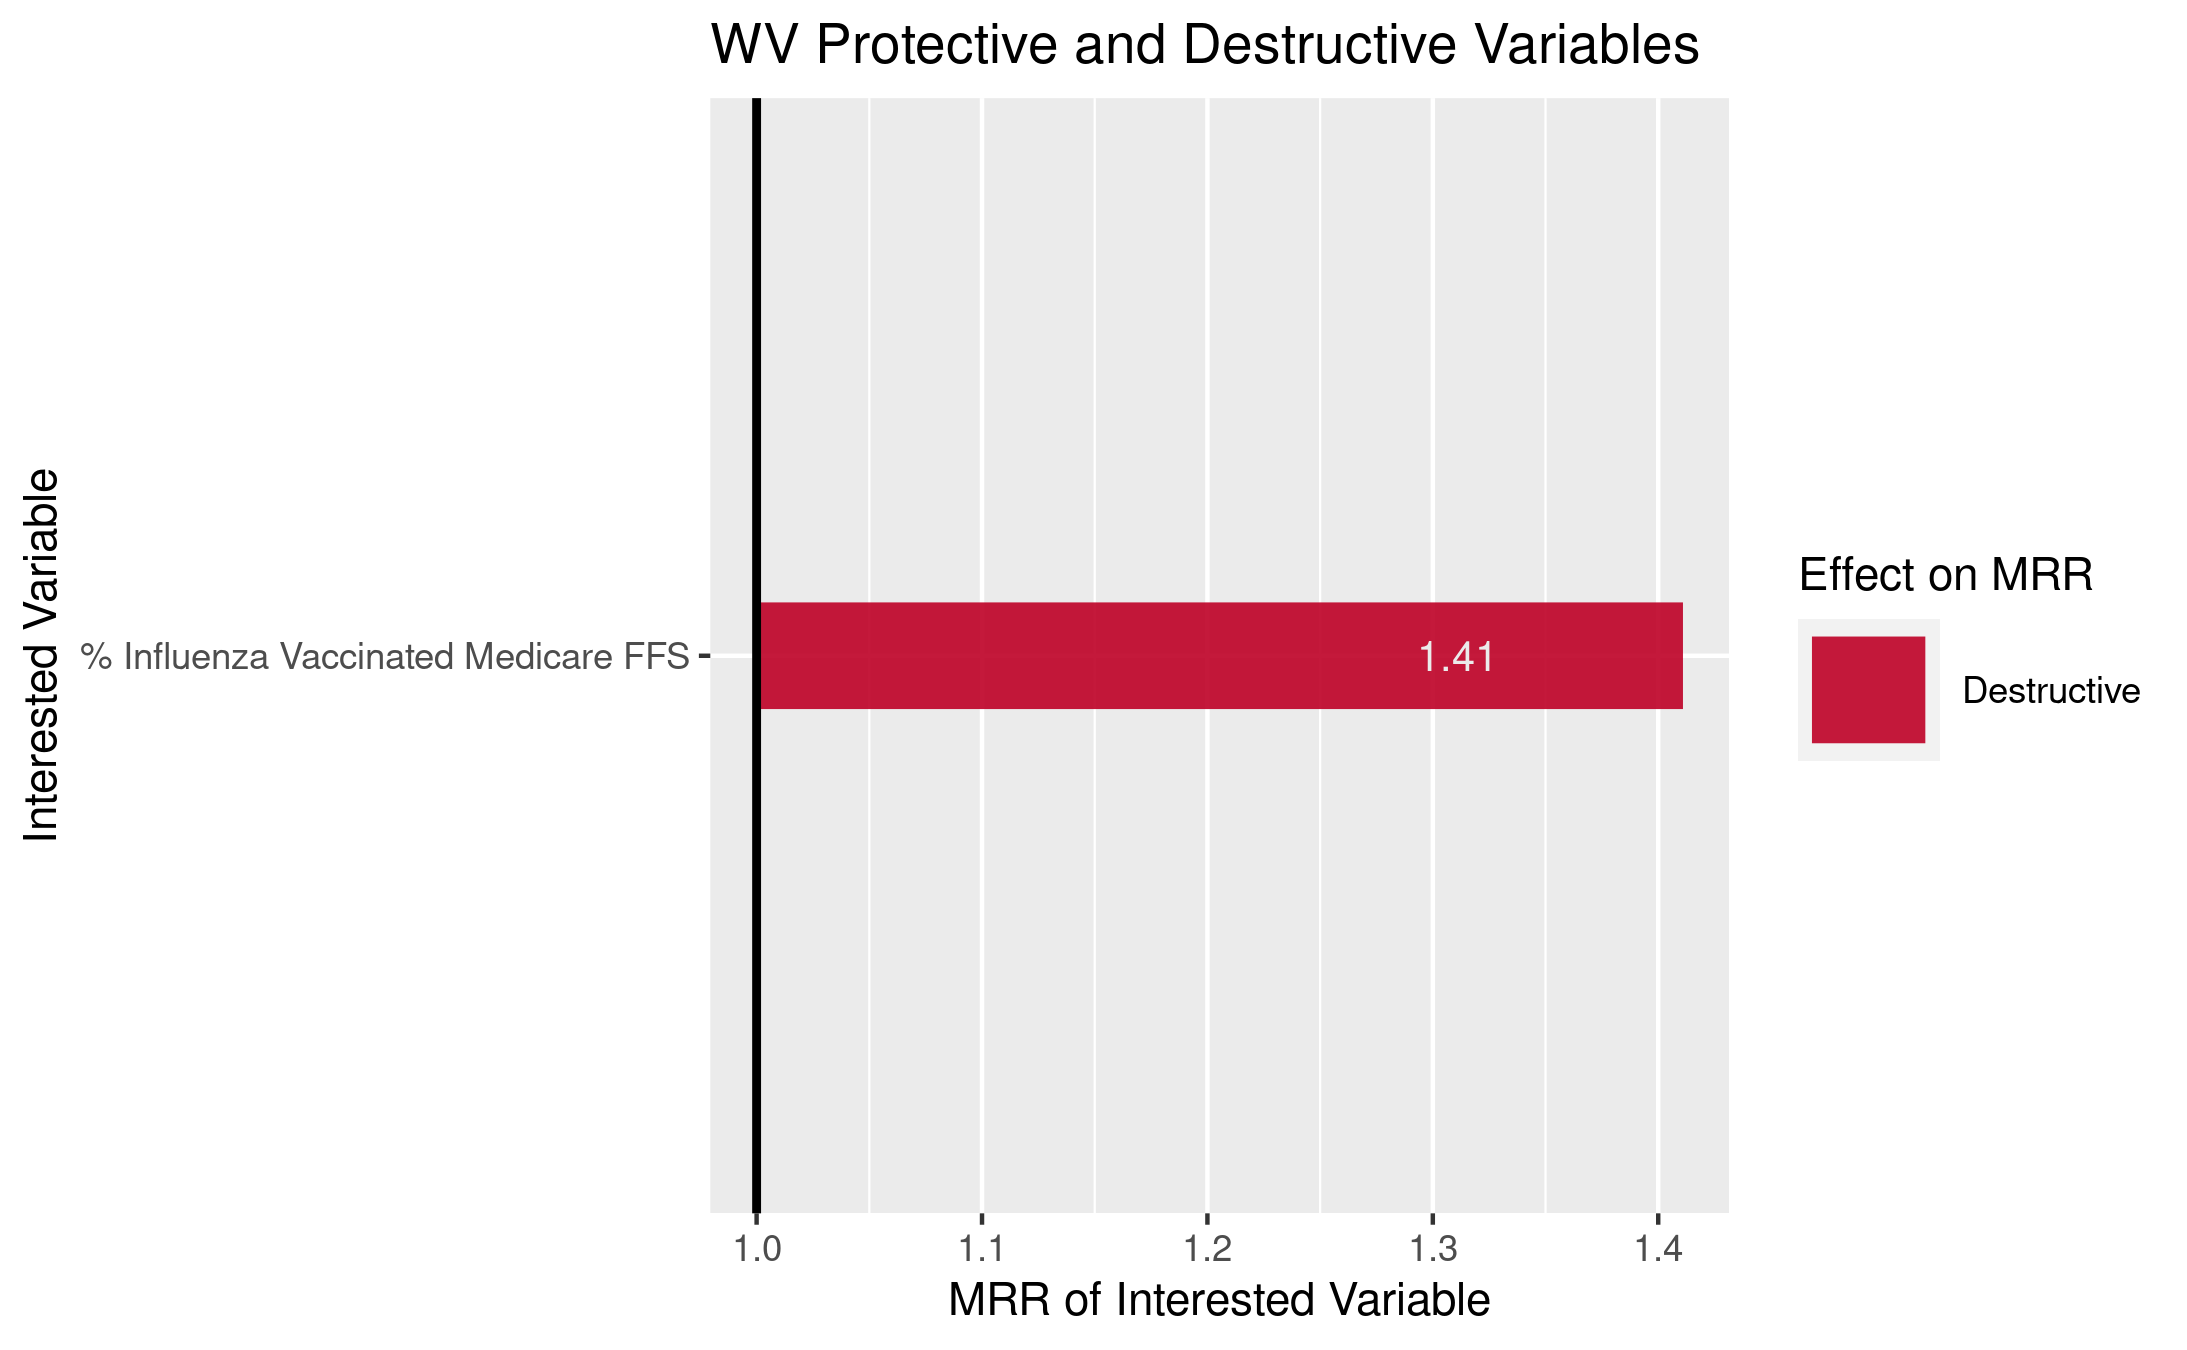 WV Protective and Destructive Variables
Interested Variable
% Influenza Vaccinated Medicare FFS
1.41
1.0 1.1 1.2 1.3 1.4
MRR of Interested Variable
Effect on MRR
Destructive